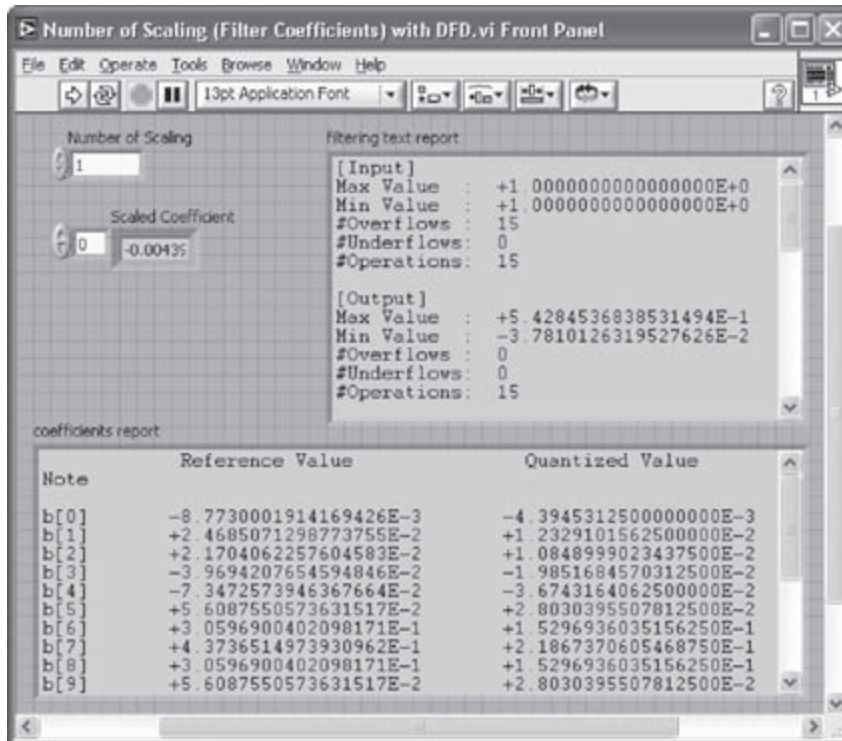 Number of Scaling (Filter Coefficients) with DFD.vi Front Panel
File Edit Operate Tools Browse Window Help
13pt Application Font
?
1
Number of Scaling
1
Scaled Coefficient
0 -0.00439
filtering text report
[Input]
Max Value : +1.0000000000000000E+0
Min Value : +1.0000000000000000E+0
#Overflows : 15
#Underflows: 0
#Operations: 15
[Output]
Max Value : +5.4284536838531494E-1
Min Value : -3.7810126319527626E-2
#Overflows : 0
#Underflows: 0
#Operations: 15
coefficients report
Reference Value Quantized Value
Note
b[0] -8.7730001914169426E-3 -4.3945312500000000E-3
b[1] +2.4685071298773755E-2 +1.2329101562500000E-2
b[2] +2.1704062257604583E-2 +1.0848999023437500E-2
b[3] -3.9694207654594846E-2 -1.9851684570312500E-2
b[4] -7.3472573946367664E-2 -3.6743164062500000E-2
b[5] +5.6087550573631517E-2 +2.8030395507812500E-2
b[6] +3.0596900402098171E-1 +1.5296936035156250E-1
b[7] +4.3736514973930962E-1 +2.1867370605468750E-1
b[8] +3.0596900402098171E-1 +1.5296936035156250E-1
b[9] +5.6087550573631517E-2 +2.8030395507812500E-2